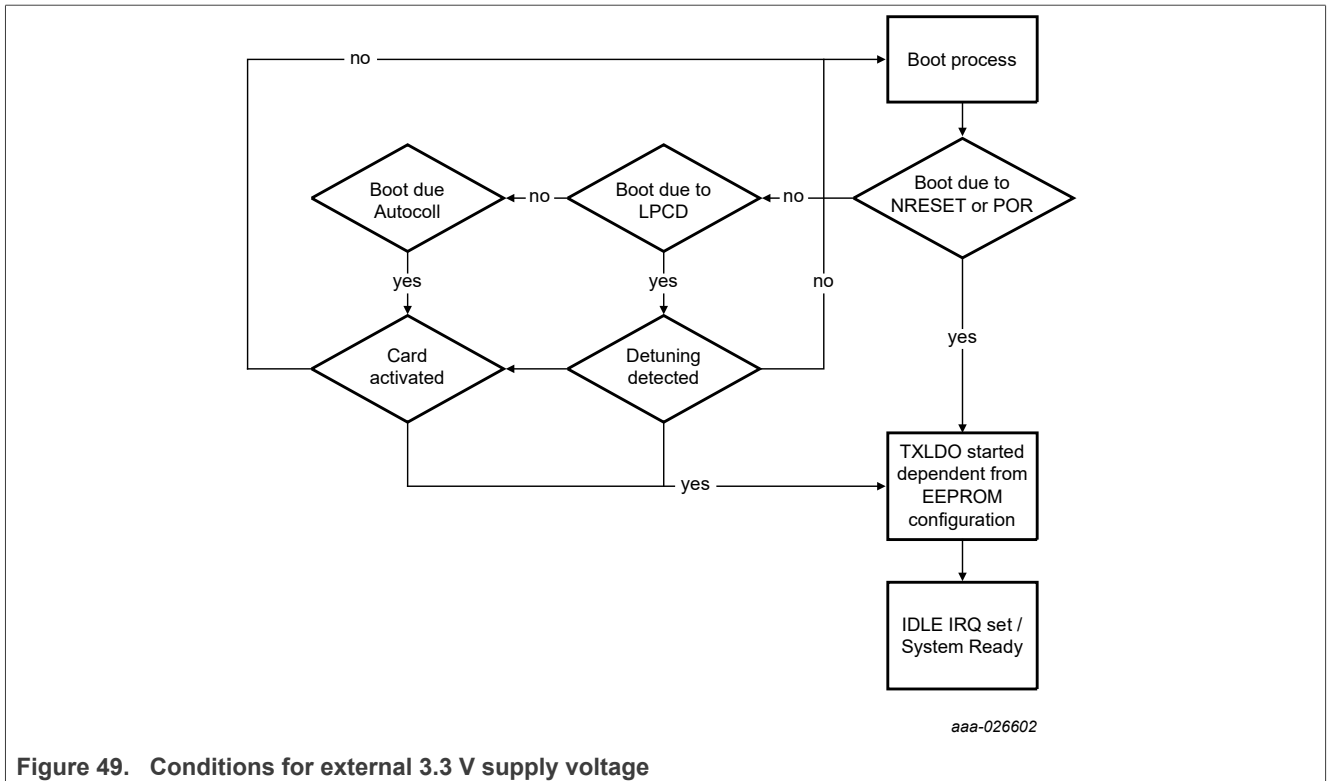 Boot process
no
Boot due
Autocoll
no
Boot due to
LPCD
no
Boot due to
NRESET or POR
yes
yes
no
yes
Card
activated
Detuning
detected
yes
TXLDO started
dependent from
EEPROM
configuration
IDLE IRQ set /
System Ready
aaa-026602
Figure 49. Conditions for external 3.3 V supply voltage